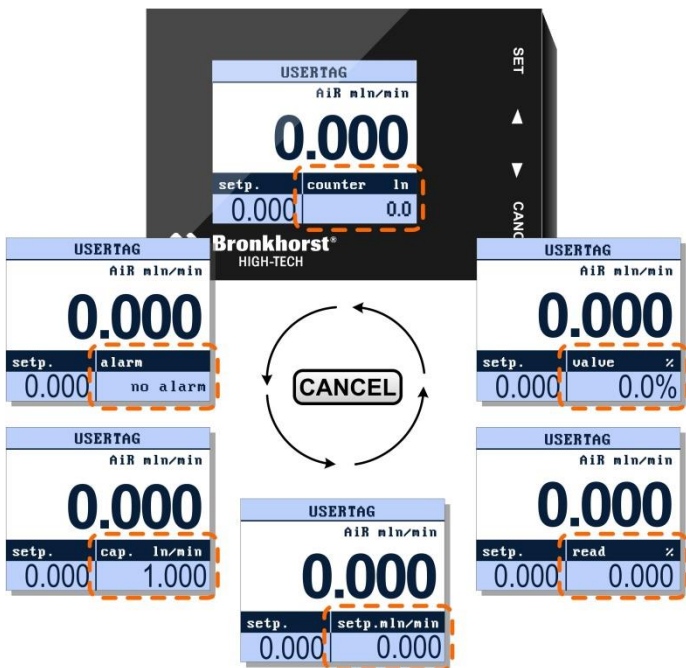 USERTAG
AiR mln/min
0.000
setp. counter ln
0.000 0.0
Bronkhorst®
HIGH-TECH
SET
CANC
USERTAG
AiR mln/min
0.000
setp. alarm
0.000 no alarm
USERTAG
AiR mln/min
0.000
setp. valve %
0.000 0.0%
CANCEL
USERTAG
AiR mln/min
0.000
setp. cap. ln/min
0.000 1.000
USERTAG
AiR mln/min
0.000
setp. setp.mln/min
0.000 0.000
USERTAG
AiR mln/min
0.000
setp. read %
0.000 0.000